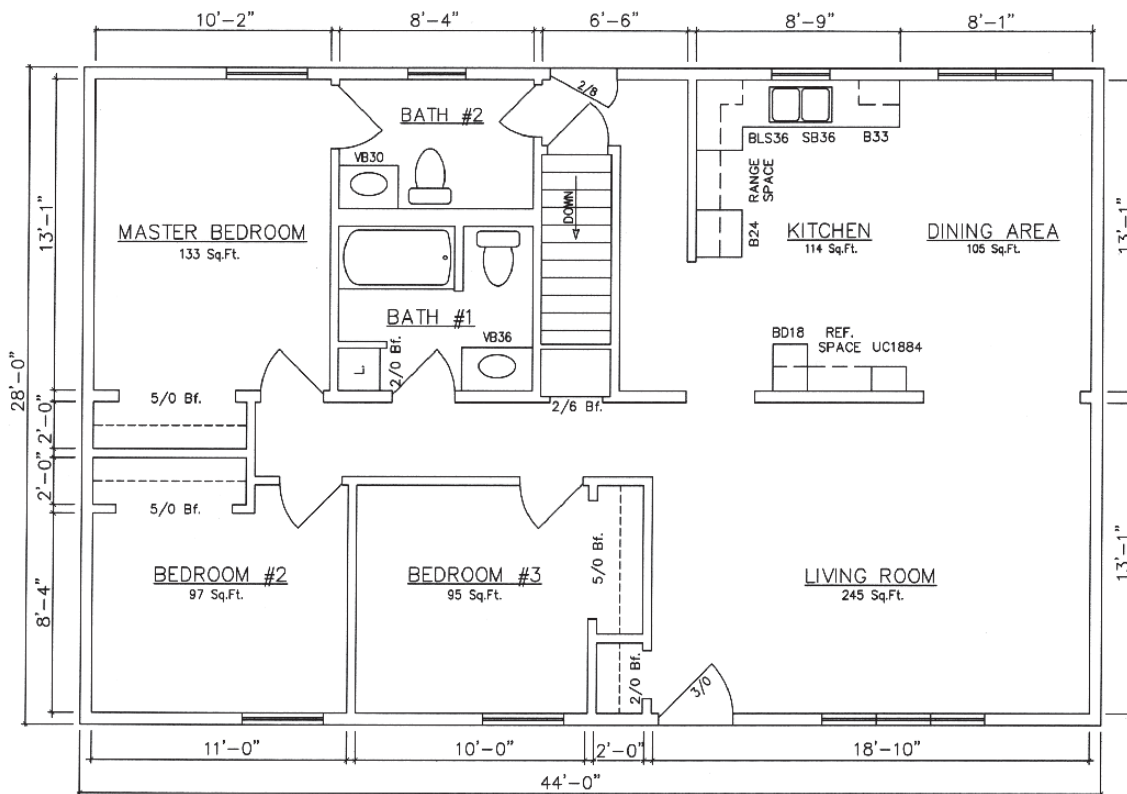 10'-2"
8'-4"
6'-6"
8'-9"
8'-1"
2/8
BATH #2
BLS36
SB36
B33
VB30
RANGE
SPACE
13'-1"
MASTER BEDROOM
133 Sq.Ft.
DOWN
B24
KITCHEN
114 Sq.Ft.
DINING AREA
105 Sq.Ft.
13'-1"
BATH #1
VB36
BD18
REF.
SPACE
UC1884
L
2/0 Bf.
28'-0"
5/0 Bf.
2/6 Bf.
2'-0"
2'-0"
5/0 Bf.
5/0 Bf.
BEDROOM #2
97 Sq.Ft.
BEDROOM #3
95 Sq.Ft.
LIVING ROOM
245 Sq.Ft.
13'-1"
8'-4"
2/0 Bf.
3/0
11'-0"
10'-0"
2'-0"
18'-10"
44'-0"